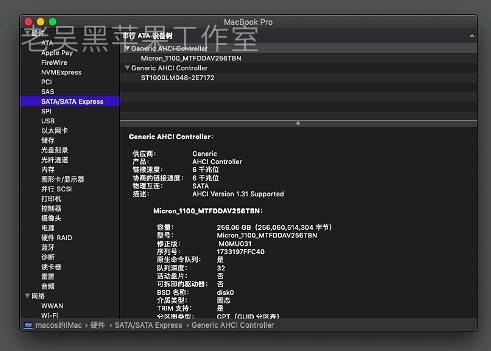 MacBook Pro
老吴黑苹果工作室
硬件
ATA
Apple Pay
FireWire
NVMExpress
PCI
SAS
SATA/SATA Express
SPI
USB
以太网卡
储存
光盘刻录
光纤通道
内存
图形卡/显示器
并行 SCSI
打印机
控制器
摄像头
电源
硬件 RAID
蓝牙
诊断
读卡器
雷雳
音频
网络
WWAN
Wi-Fi
串行 ATA 设备树
Generic AHCI Controller
Micron_1100_MTFDDAV256TBN
Generic AHCI Controller
ST1000LM048-2E7172
Generic AHCI Controller:
供应商: Generic
产品: AHCI Controller
链接速度: 6 千兆位
协商的链接速度: 6 千兆位
物理互连: SATA
描述: AHCI Version 1.31 Supported
Micron_1100_MTFDDAV256TBN:
容量: 256.06 GB (256,060,514,304 字节)
型号: Micron_1100_MTFDDAV256TBN
修正版: M0MU031
序列号: 1733197FFC40
原生命令队列: 是
队列深度: 32
活动盘片: 否
可拆卸的驱动器: 否
BSD 名称: disk0
介质类型: 固态
TRIM 支持: 是
分区图类型: GPT (GUID 分区表)
macos的iMac › 硬件 › SATA/SATA Express › Generic AHCI Controller